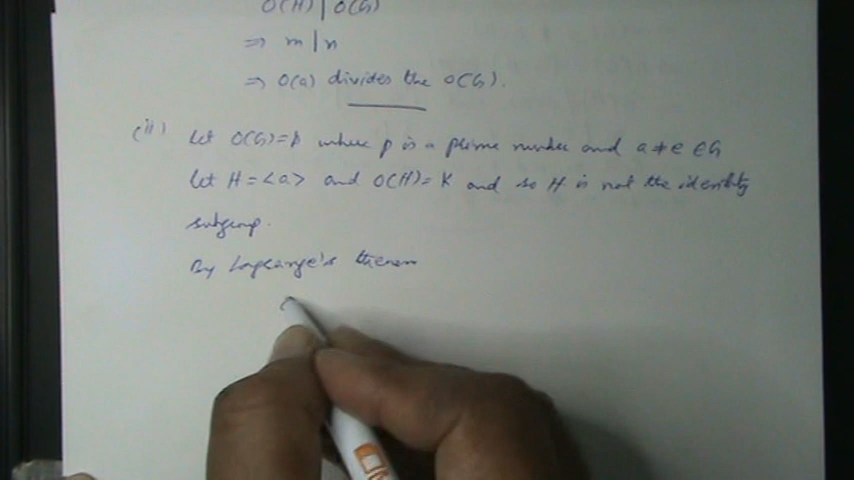 O(H) | O(G)
⇒ m | n
⇒ O(a) divides the O(G).
(ii) Let O(G)=p where p is a prime number and a ≠ e ∈ G
Let H = <a> and O(H)= K and so H is not the identity
subgroup.
By Lagrange's theorem